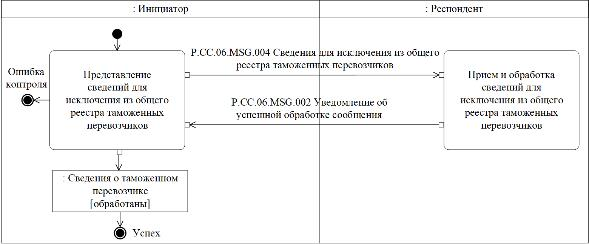 : Инициатор
: Респондент
P.CC.06.MSG.004 Сведения для исключения из общего
реестра таможенных перевозчиков
Ошибка
контроля
Представление
сведений для
исключения из общего
реестра таможенных
перевозчиков
Прием и обработка
сведений для
исключения из общего
реестра таможенных
перевозчиков
P.CC.06.MSG.002 Уведомление об
успешной обработке сообщения
: Сведения о таможенном
перевозчике
[обработаны]
Успех